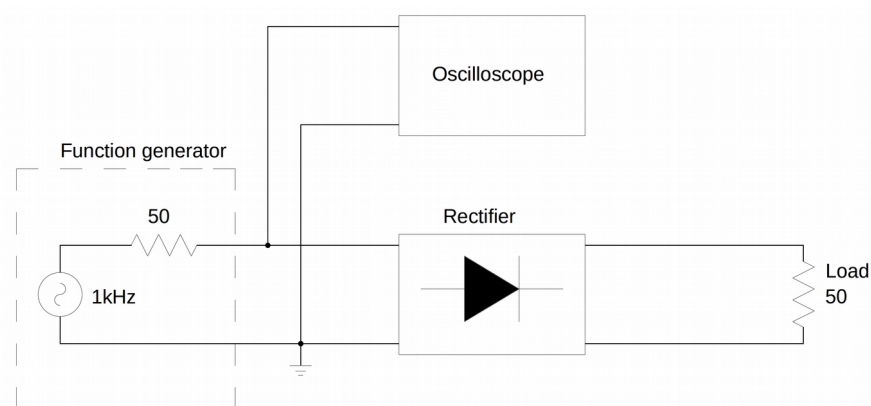 Oscilloscope
Function generator
50
Rectifier
1kHz
Load
50